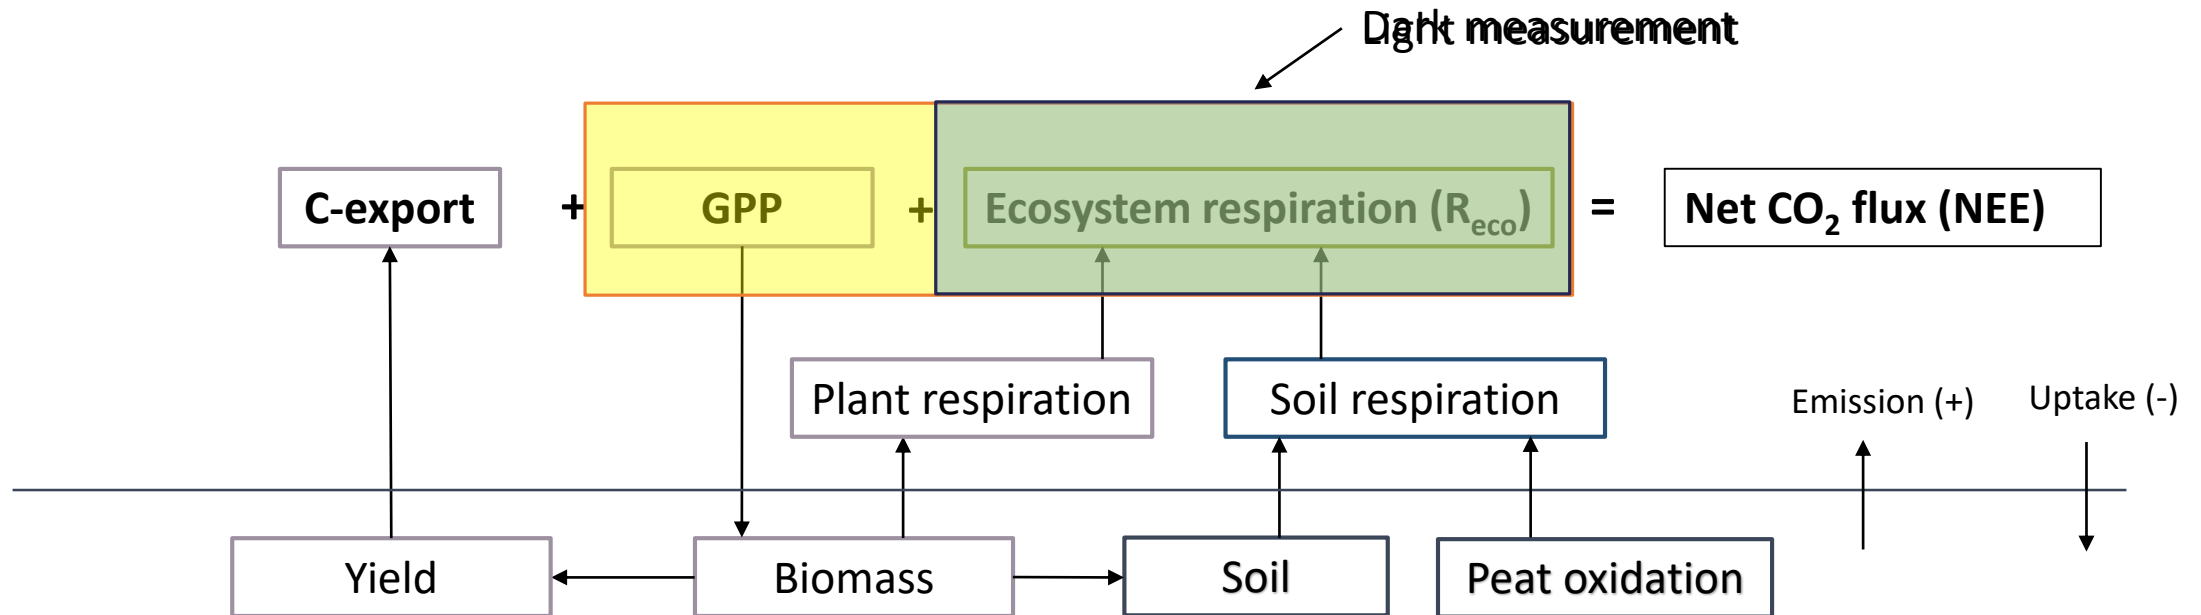 Dark measurement
Light measurement
C-export + GPP + Ecosystem respiration (Reco) = Net CO2 flux (NEE)
Plant respiration
Soil respiration
Emission (+)
Uptake (-)
Yield
Biomass
Soil
Peat oxidation